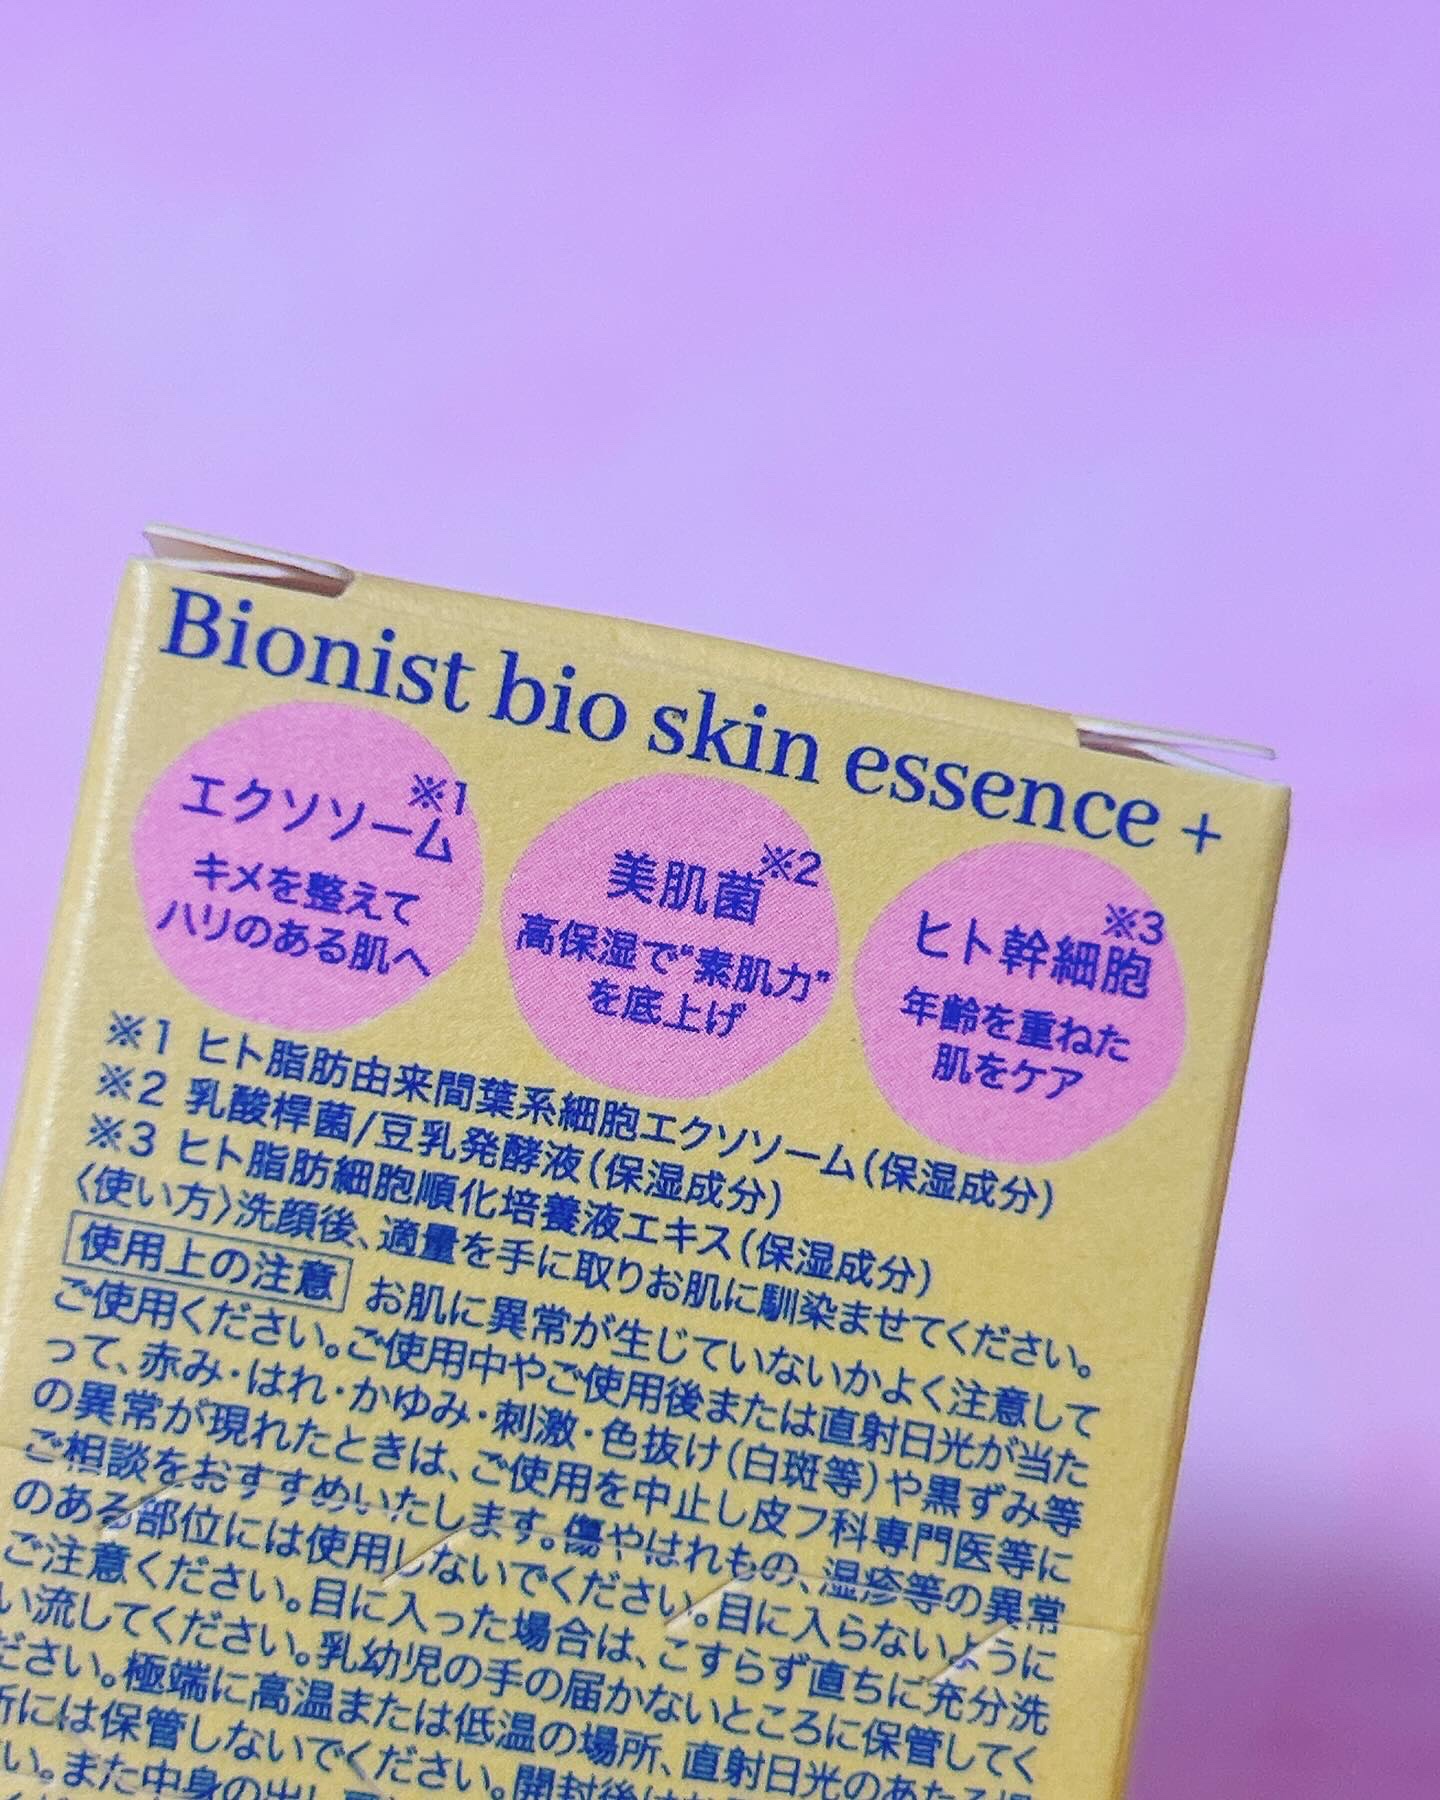 Bionist bio skin essence +
エクソソーム※1
キメを整えて
ハリのある肌へ
美肌菌※2
高保湿で“素肌力”
を底上げ
ヒト幹細胞※3
年齢を重ねた
肌をケア
※1 ヒト脂肪由来間葉系細胞エクソソーム(保湿成分)
※2 乳酸桿菌/豆乳発酵液(保湿成分)
※3 ヒト脂肪細胞順化培養液エキス(保湿成分)
〈使い方〉洗顔後、適量を手に取りお肌に馴染ませてください。
使用上の注意 お肌に異常が生じていないかよく注意して
ご使用ください。ご使用中やご使用後または直射日光が当た
って、赤み・はれ・かゆみ・刺激・色抜け(白斑等)や黒ずみ等
の異常が現れたときは、ご使用を中止し皮フ科専門医等に
ご相談をおすすめいたします。傷やはれもの、湿疹等の異常
のある部位には使用しないでください。目に入らないように
ご注意ください。目に入った場合は、こすらず直ちに充分洗
い流してください。乳幼児の手の届かないところに保管してく
ださい。極端に高温または低温の場所、直射日光のあたる場
所には保管しないでください。開封後は
い。また中身の出し